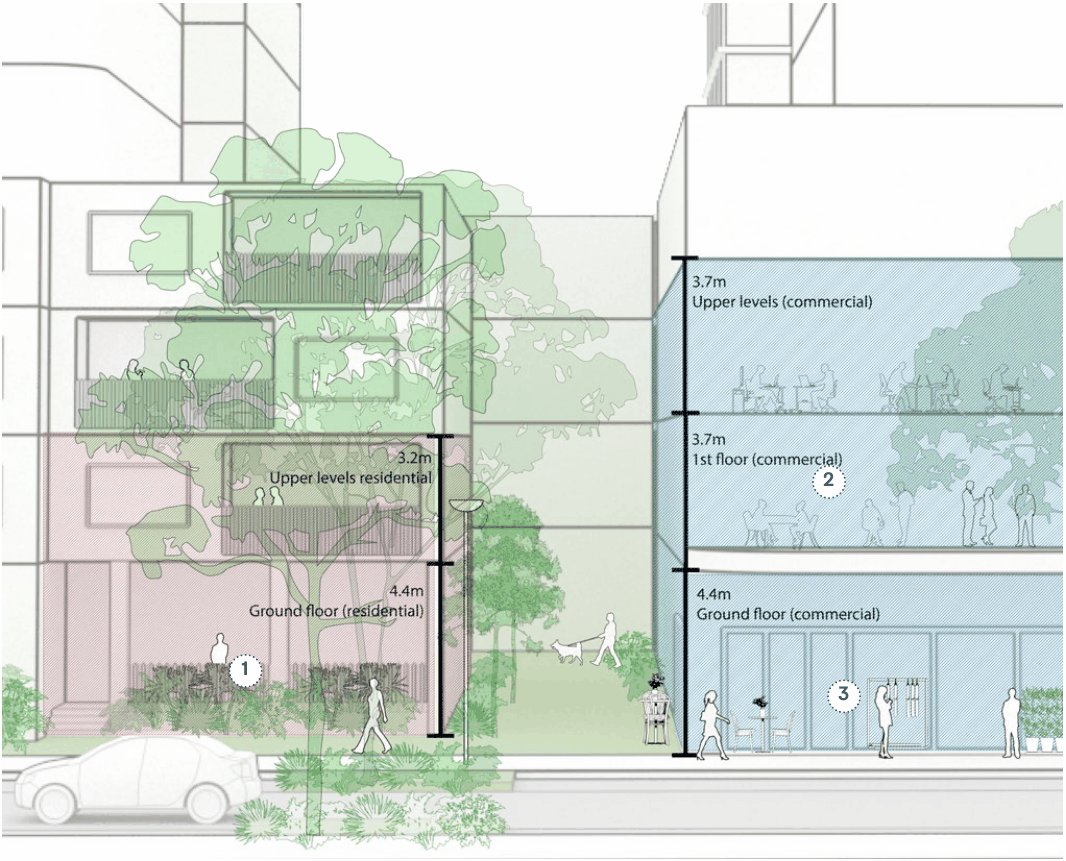 3.7m
Upper levels (commercial)
3.2m
Upper levels residential
3.7m
1st floor (commercial)
2
4.4m
Ground floor (residential)
4.4m
Ground floor (commercial)
1
3